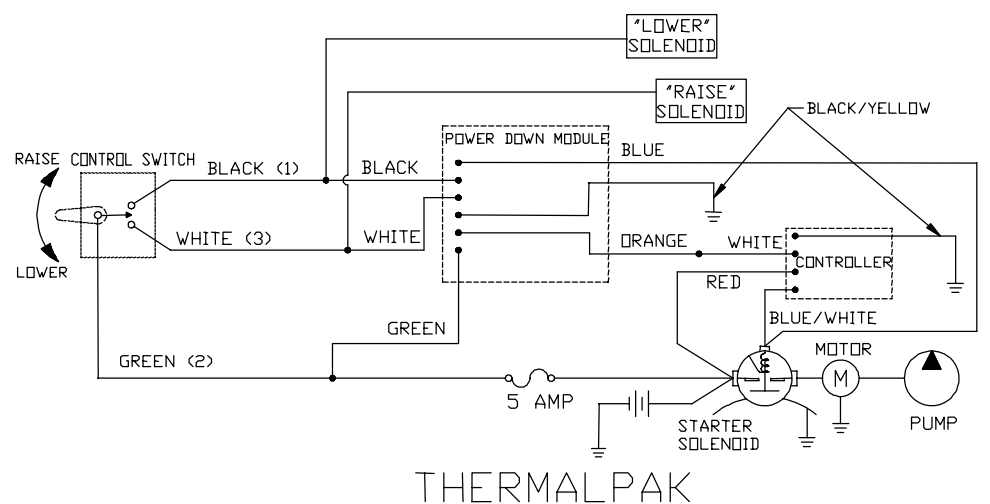 "LOWER"
SOLENOID
"RAISE"
SOLENOID
BLACK/YELLOW
POWER DOWN MODULE
BLUE
RAISE CONTROL SWITCH
BLACK (1)
BLACK
WHITE (3)
WHITE
ORANGE
WHITE
CONTROLLER
LOWER
RED
BLUE/WHITE
GREEN
MOTOR
GREEN (2)
M
5 AMP
PUMP
STARTER
SOLENOID
THERMALPAK